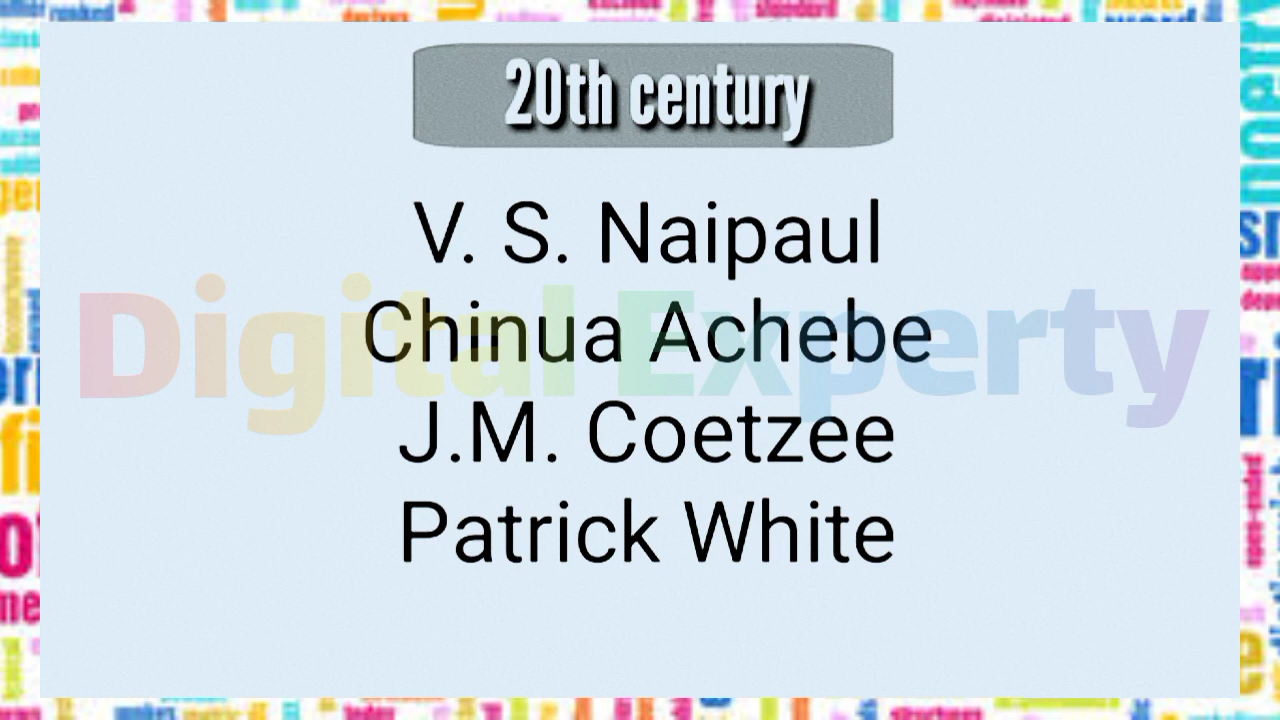 20th century
V. S. Naipaul
Chinua Achebe
Digital Experty
J.M. Coetzee
Patrick White